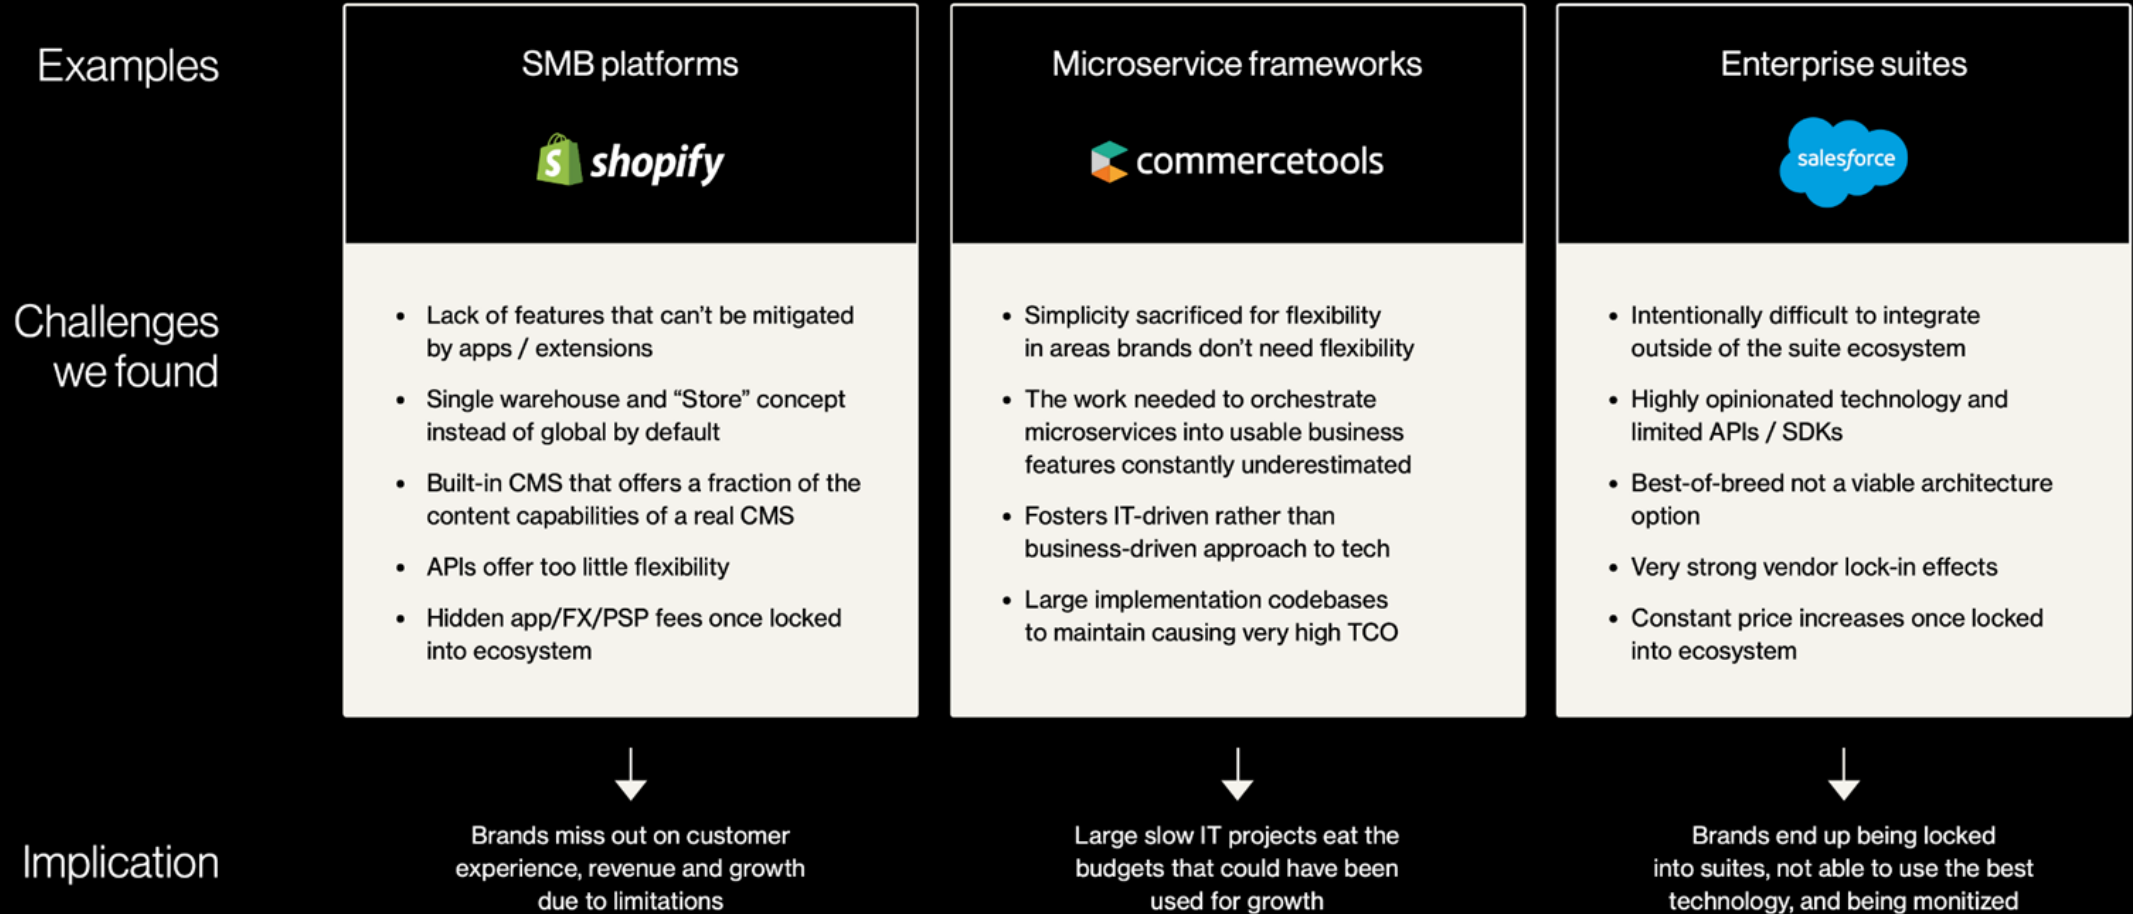 Examples
SMB platforms
shopify
Microservice frameworks
commercetools
Enterprise suites
salesforce
Challenges
we found
• Lack of features that can’t be mitigated
by apps / extensions
• Single warehouse and “Store” concept
instead of global by default
• Built-in CMS that offers a fraction of the
content capabilities of a real CMS
• APIs offer too little flexibility
• Hidden app/FX/PSP fees once locked
into ecosystem
• Simplicity sacrificed for flexibility
in areas brands don’t need flexibility
• The work needed to orchestrate
microservices into usable business
features constantly underestimated
• Fosters IT-driven rather than
business-driven approach to tech
• Large implementation codebases
to maintain causing very high TCO
• Intentionally difficult to integrate
outside of the suite ecosystem
• Highly opinionated technology and
limited APIs / SDKs
• Best-of-breed not a viable architecture
option
• Very strong vendor lock-in effects
• Constant price increases once locked
into ecosystem
Implication
Brands miss out on customer
experience, revenue and growth
due to limitations
Large slow IT projects eat the
budgets that could have been
used for growth
Brands end up being locked
into suites, not able to use the best
technology, and being monitized